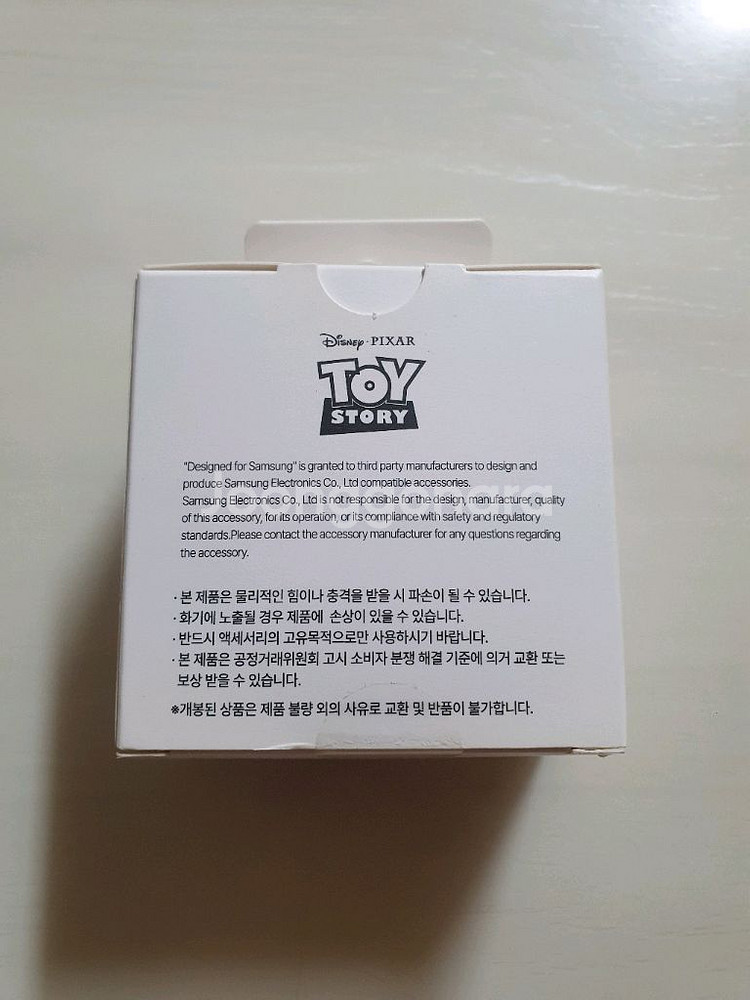 Disney · PIXAR
TOY
STORY
"Designed for Samsung" is granted to third party manufacturers to design and
produce Samsung Electronics Co., Ltd compatible accessories.
Samsung Electronics Co., Ltd is not responsible for the design, manufacturer, quality
of this accessory, for its operation, or its compliance with safety and regulatory
standards.Please contact the accessory manufacturer for any questions regarding
the accessory.
Joonggonara
· 본 제품은 물리적인 힘이나 충격을 받을 시 파손이 될 수 있습니다.
· 화기에 노출될 경우 제품에 손상이 있을 수 있습니다.
· 반드시 액세서리의 고유목적으로만 사용하시기 바랍니다.
· 본 제품은 공정거래위원회 고시 소비자 분쟁 해결 기준에 의거 교환 또는
보상 받을 수 있습니다.
※개봉된 상품은 제품 불량 외의 사유로 교환 및 반품이 불가합니다.